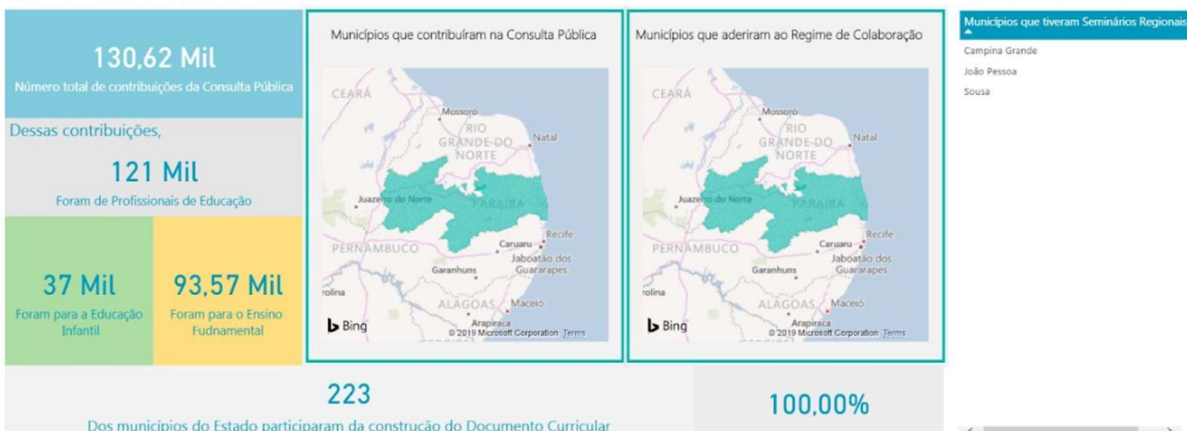 130,62 Mil
Número total de contribuições da Consulta Pública
Dessas contribuições,
121 Mil
Foram de Profissionais de Educação
37 Mil
Foram para a Educação
Infantil
93,57 Mil
Foram para o Ensino
Fudnamental
Municípios que contribuíram na Consulta Pública
CEARÁ
Mossoró
RIO
GRANDE DO
NORTE
Natal
Juazeiro do Norte
PARAÍBA
PERNAMBUCO
Recife
Caruaru
Jaboatão dos
Guararapes
Garanhuns
rolina
ALAGOAS
Maceió
Arapiraca
Bing
© 2019 Microsoft Corporation Terms
Municípios que aderiram ao Regime de Colaboração
CEARÁ
Mossoró
RIO
GRANDE DO
NORTE
Natal
Juazeiro do Norte
PARAÍBA
PERNAMBUCO
Recife
Caruaru
Jaboatão dos
Guararapes
Garanhuns
rolina
ALAGOAS
Maceió
Arapiraca
Bing
© 2019 Microsoft Corporation Terms
Municípios que tiveram Seminários Regionais
Campina Grande
João Pessoa
Sousa
223
Dos municípios do Estado participaram da construção do Documento Curricular
100,00%